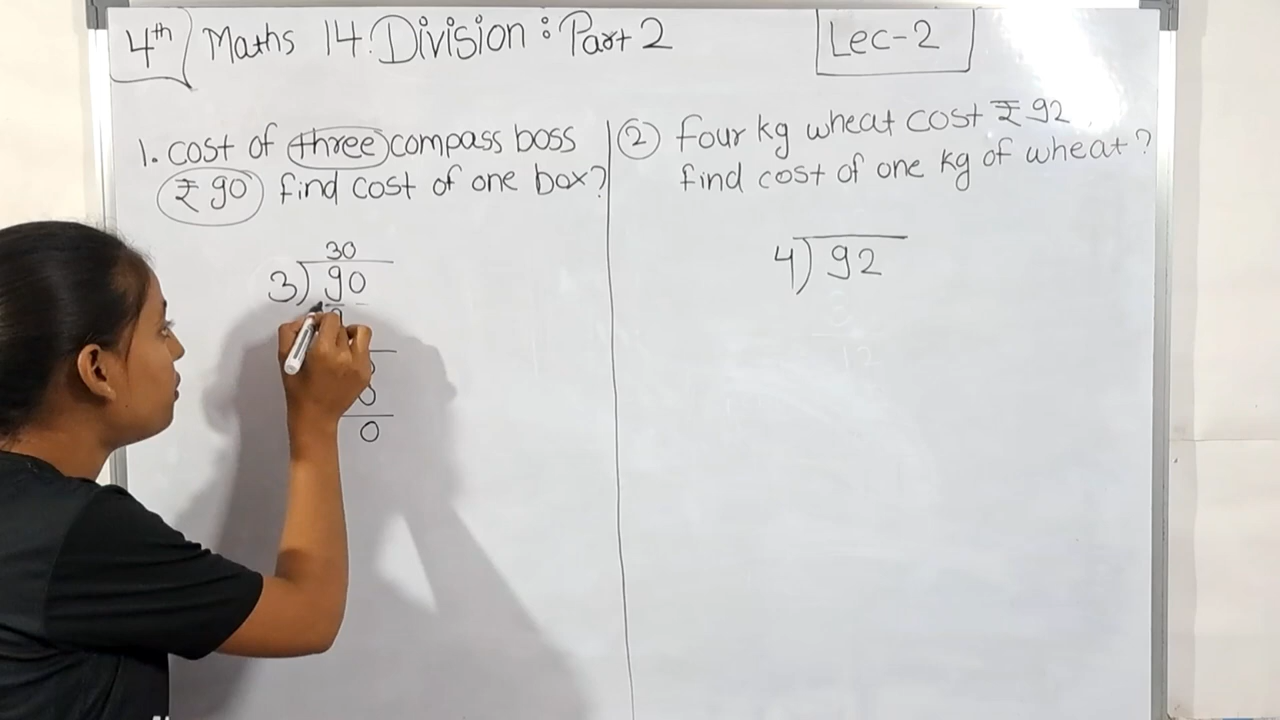 4th Maths 14. Division : Part 2
Lec-2
1. cost of three compass boss
₹ 90 find cost of one box?
30
3) 90
0
② four kg wheat cost ₹ 92
find cost of one kg of wheat?
4) 92